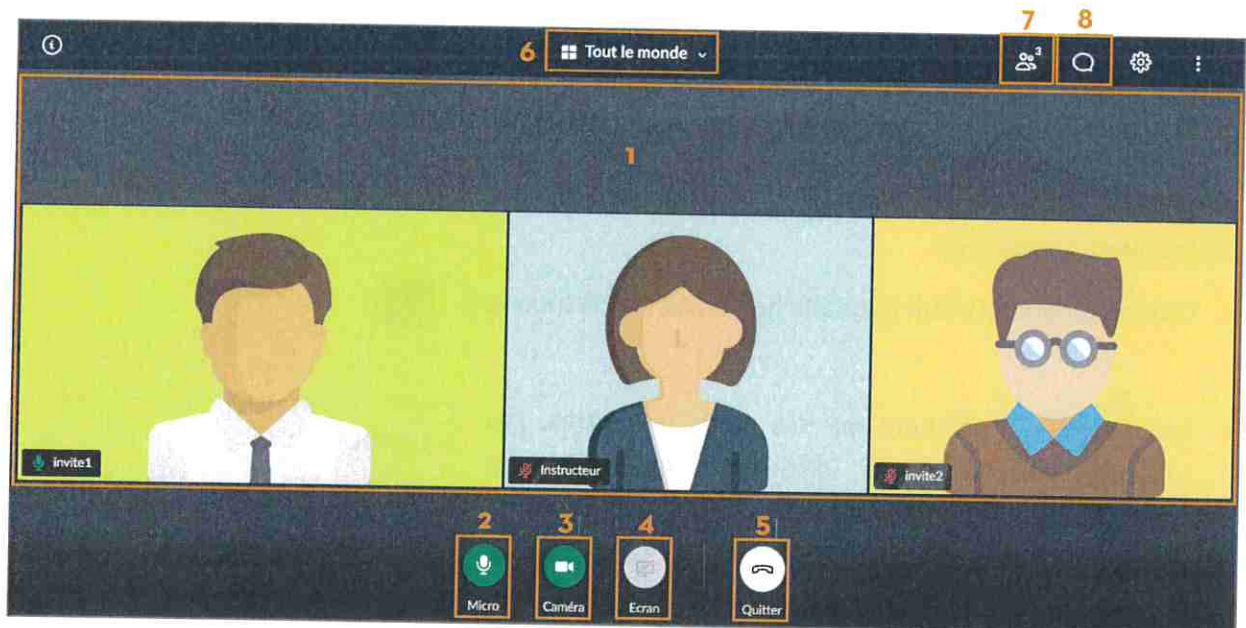 7 8
6 Tout le monde
3
1
invite1
Instructeur
invite2
2 3 4 5
Micro Caméra Ecran Quitter